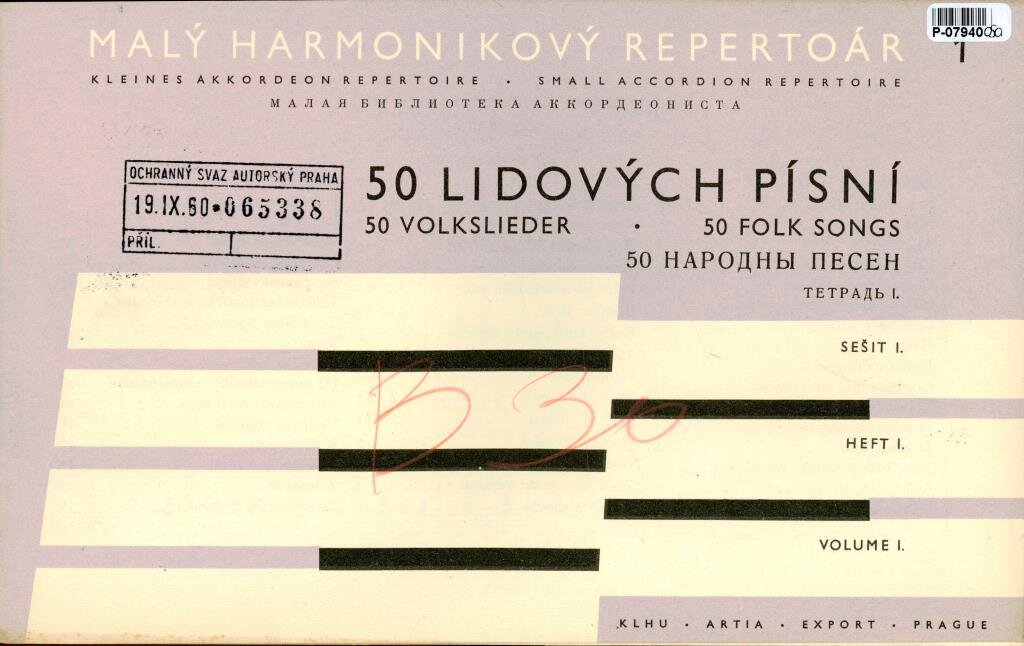 MALÝ HARMONIKOVÝ REPERTOÁR 1
P-07940
KLEINES AKKORDEON REPERTOIRE • SMALL ACCORDION REPERTOIRE
МАЛАЯ БИБЛИОТЕКА АККОРДЕОНИСТА
OCHRANNÝ SVAZ AUTORSKÝ PRAHA
19.IX.60*065338
PŘÍL.
50 LIDOVÝCH PÍSNÍ
50 VOLKSLIEDER • 50 FOLK SONGS
50 НАРОДНЫ ПЕСЕН
ТЕТРАДЬ I.
SEŠIT I.
B 30
HEFT I.
VOLUME I.
KLHU • ARTIA • EXPORT • PRAGUE